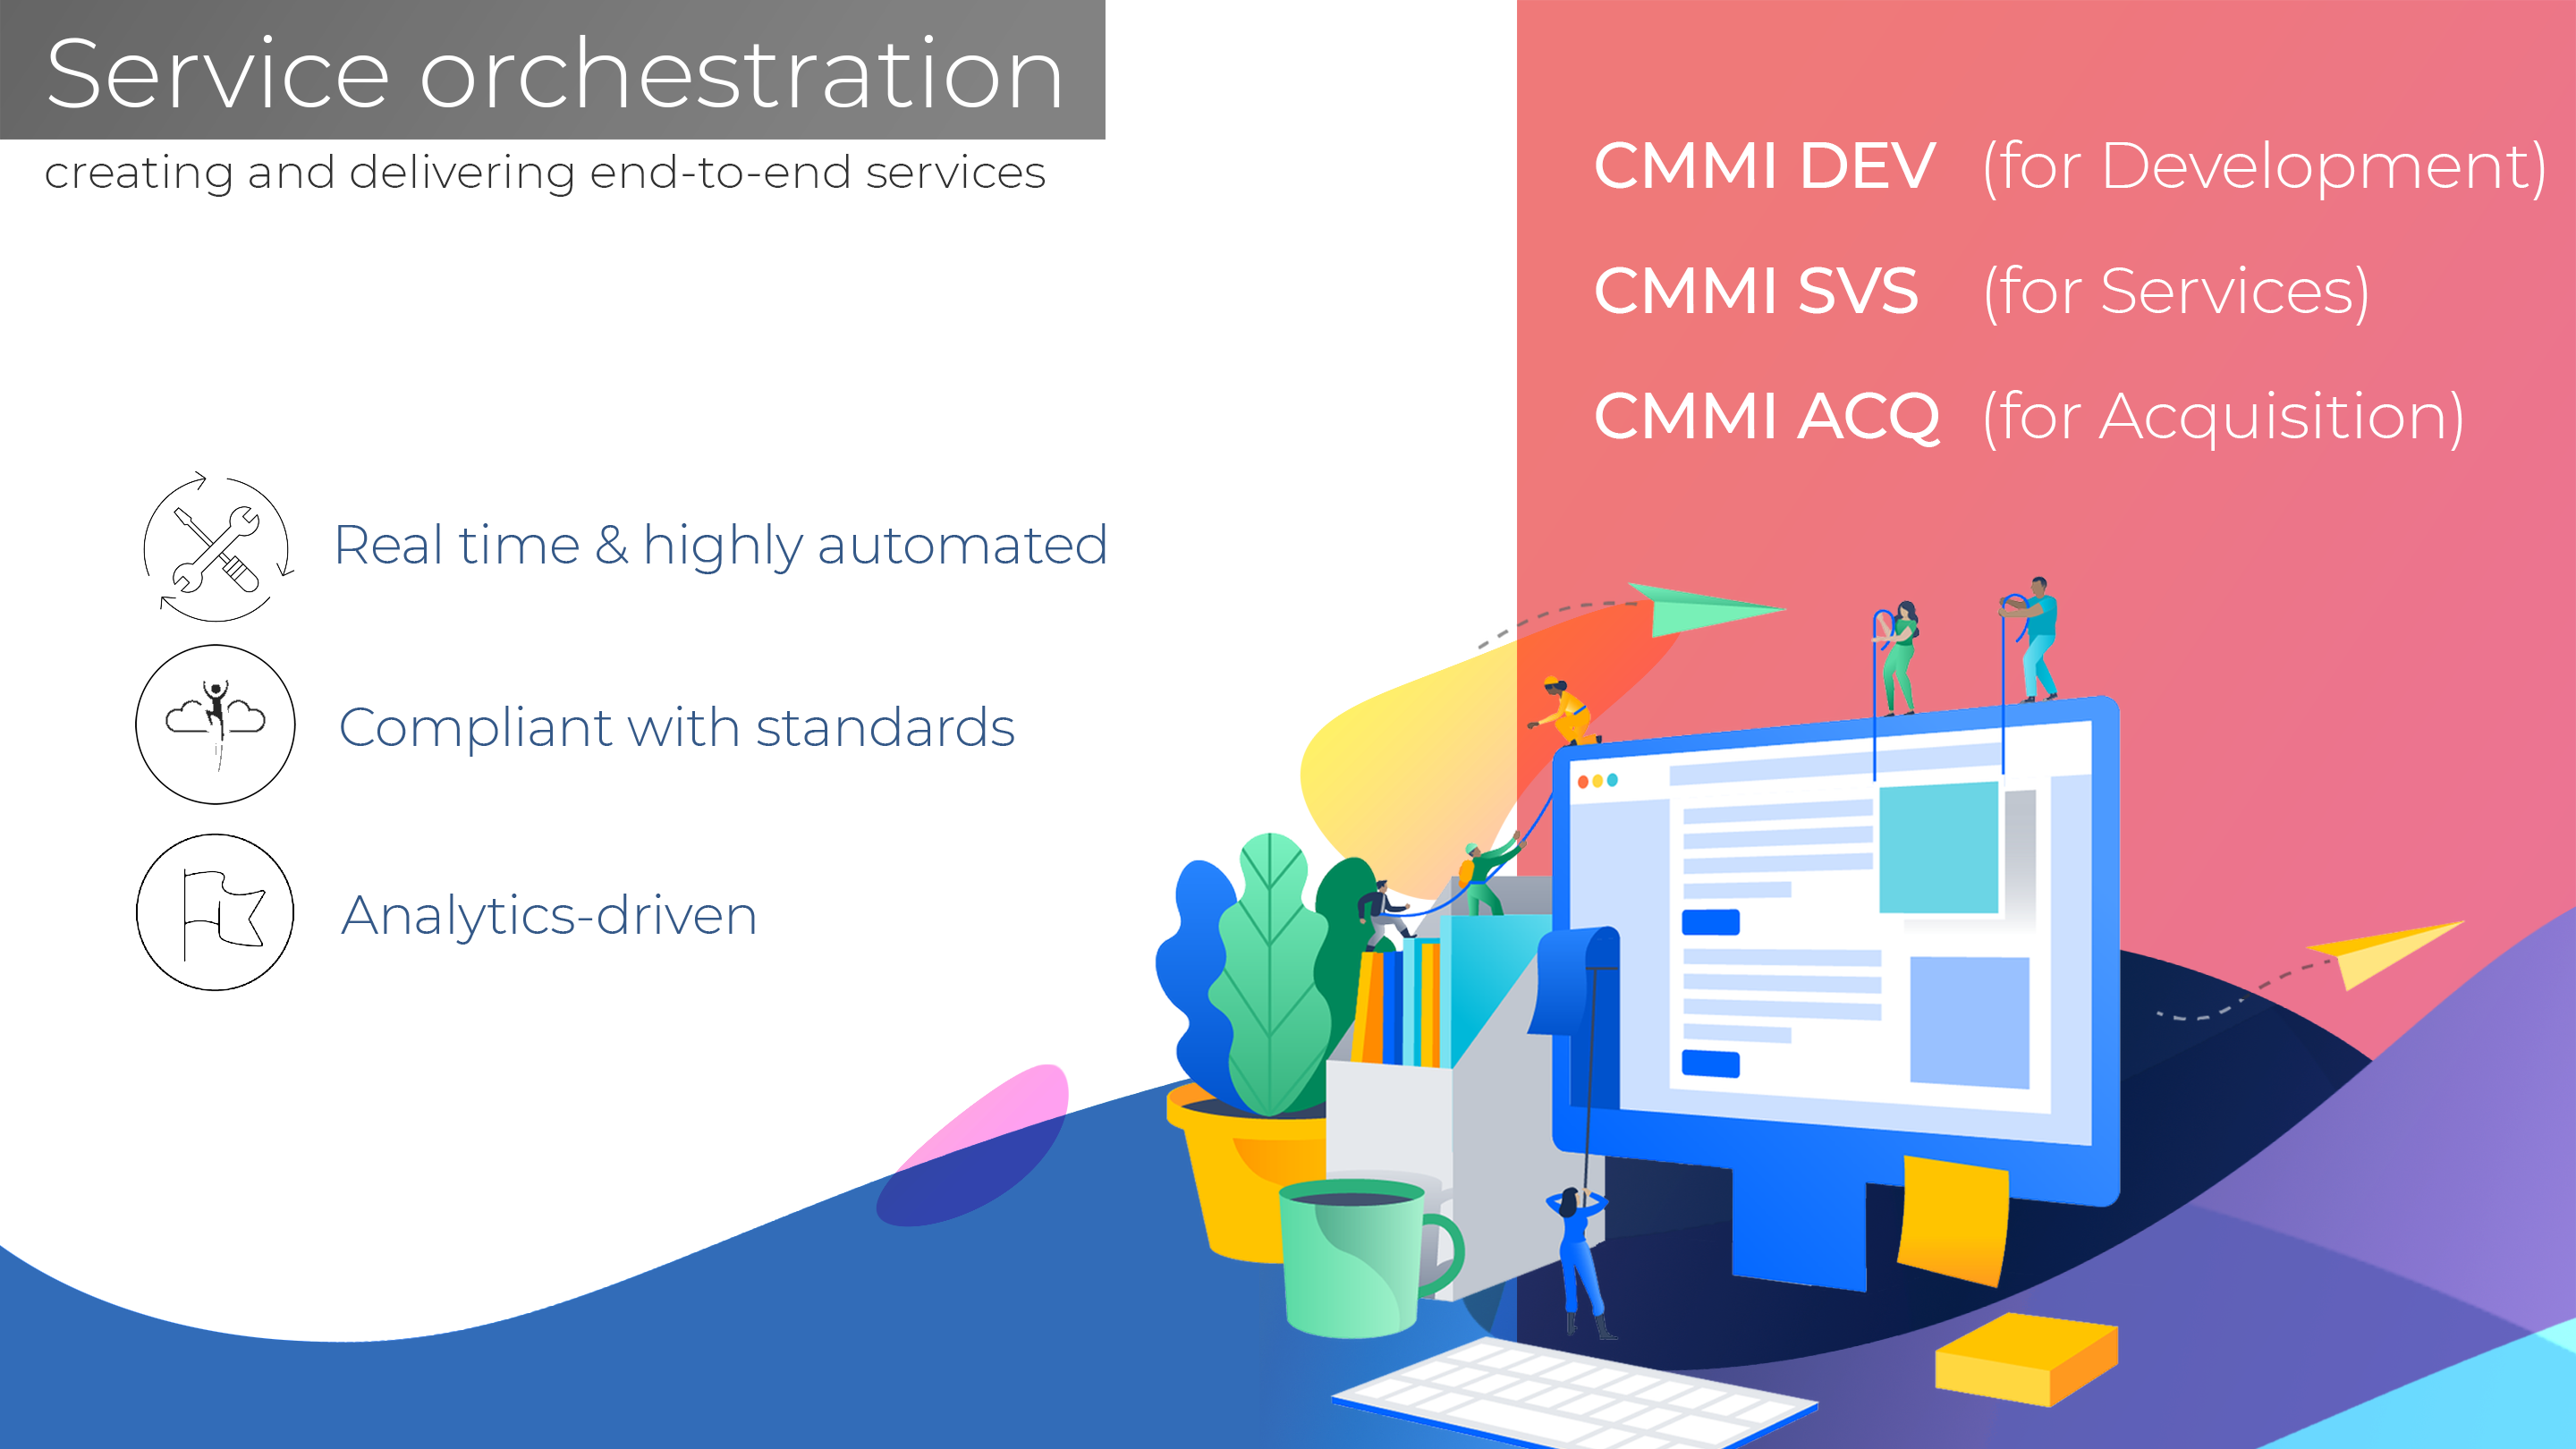 Service orchestration
creating and delivering end-to-end services
Real time & highly automated
Compliant with standards
Analytics-driven
CMMI DEV (for Development)
CMMI SVS (for Services)
CMMI ACQ (for Acquisition)